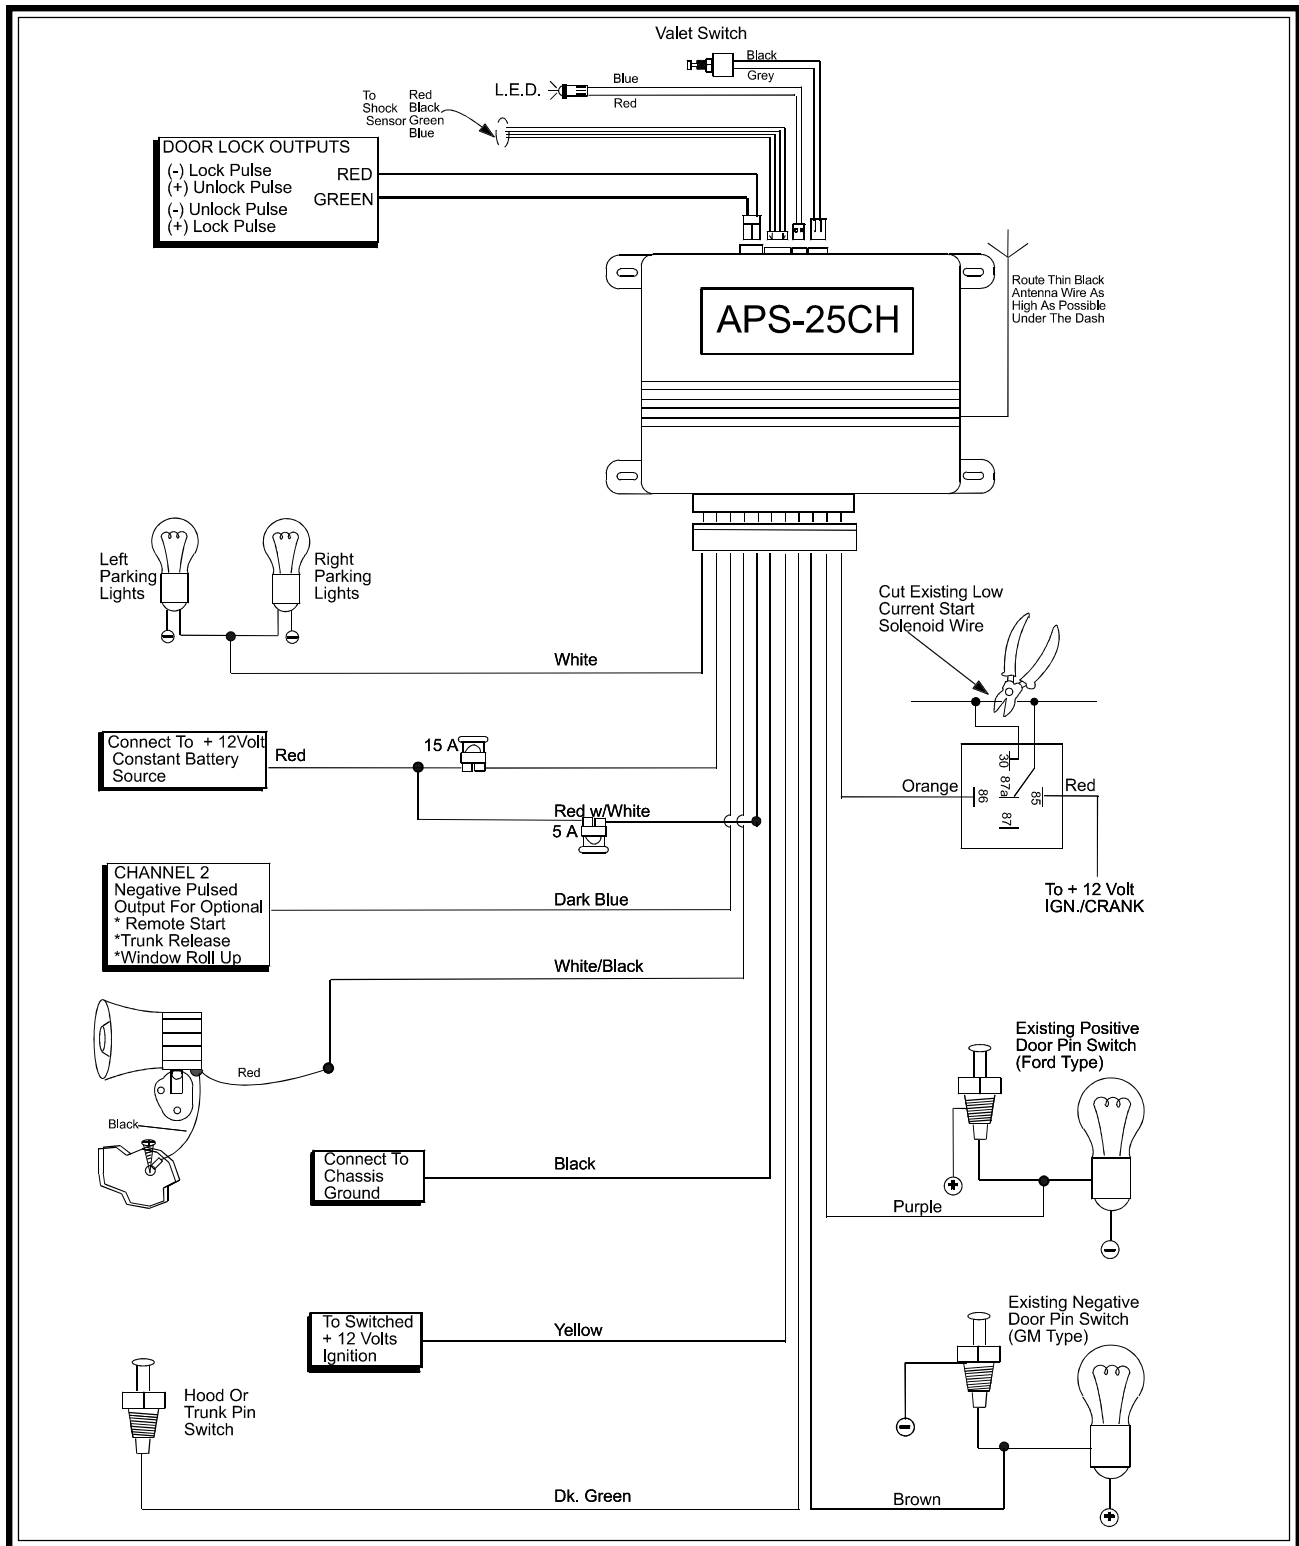 Valet Switch
Black
Grey
L.E.D.
Blue
Red
To
Shock
Sensor
Red
Black
Green
Blue
DOOR LOCK OUTPUTS
(-) Lock Pulse
(+) Unlock Pulse
RED
(-) Unlock Pulse
(+) Lock Pulse
GREEN
APS-25CH
Route Thin Black
Antenna Wire As
High As Possible
Under The Dash
Left
Parking
Lights
Right
Parking
Lights
White
Cut Existing Low
Current Start
Solenoid Wire
Connect To + 12Volt
Constant Battery
Source
Red
15 A
Red w/White
5 A
Orange
30
87a
87
86
85
Red
To + 12 Volt
IGN./CRANK
CHANNEL 2
Negative Pulsed
Output For Optional
* Remote Start
*Trunk Release
*Window Roll Up
Dark Blue
White/Black
Red
Black
Existing Positive
Door Pin Switch
(Ford Type)
Connect To
Chassis
Ground
Black
Purple
To Switched
+ 12 Volts
Ignition
Yellow
Existing Negative
Door Pin Switch
(GM Type)
Hood Or
Trunk Pin
Switch
Dk. Green
Brown